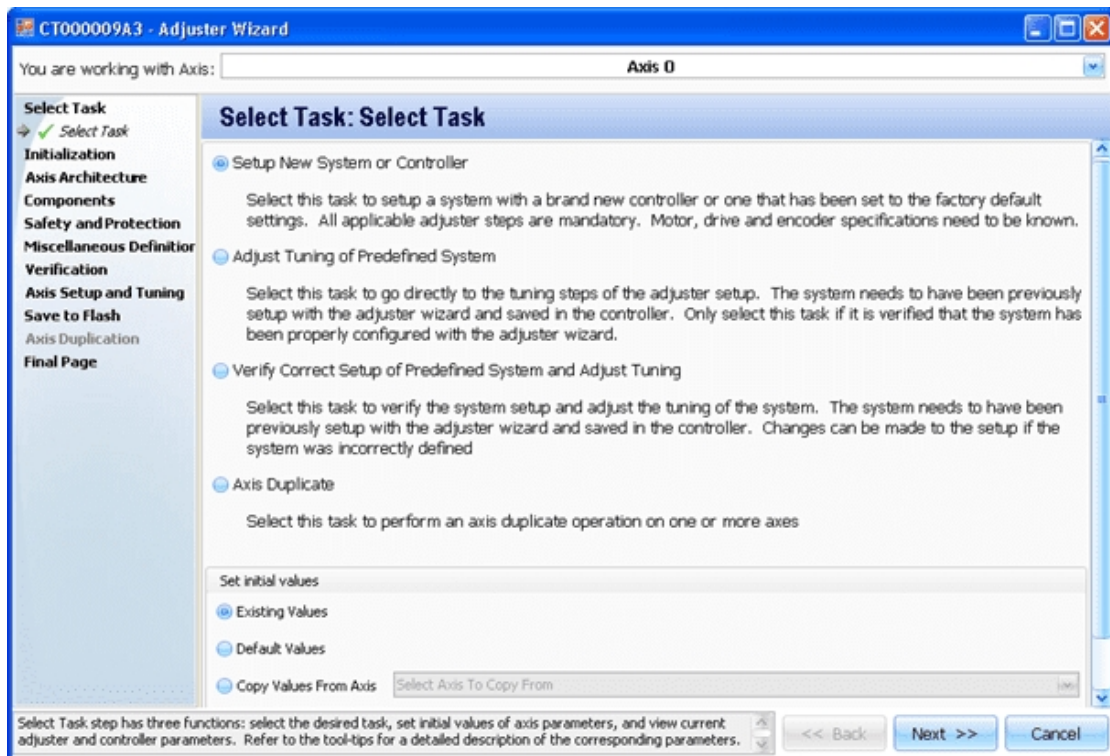 CT000009A3 - Adjuster Wizard
You are working with Axis:
Axis 0
Select Task
Select Task
Initialization
Axis Architecture
Components
Safety and Protection
Miscellaneous Definitior
Verification
Axis Setup and Tuning
Save to Flash
Axis Duplication
Final Page
Select Task: Select Task
Setup New System or Controller
Select this task to setup a system with a brand new controller or one that has been set to the factory default
settings. All applicable adjuster steps are mandatory. Motor, drive and encoder specifications need to be known.
Adjust Tuning of Predefined System
Select this task to go directly to the tuning steps of the adjuster setup. The system needs to have been previously
setup with the adjuster wizard and saved in the controller. Only select this task if it is verified that the system has
been properly configured with the adjuster wizard.
Verify Correct Setup of Predefined System and Adjust Tuning
Select this task to verify the system setup and adjust the tuning of the system. The system needs to have been
previously setup with the adjuster wizard and saved in the controller. Changes can be made to the setup if the
system was incorrectly defined
Axis Duplicate
Select this task to perform an axis duplicate operation on one or more axes
Set initial values
Existing Values
Default Values
Copy Values From Axis
Select Axis To Copy From
Select Task step has three functions: select the desired task, set initial values of axis parameters, and view current
adjuster and controller parameters. Refer to the tool-tips for a detailed description of the corresponding parameters.
<< Back
Next >>
Cancel